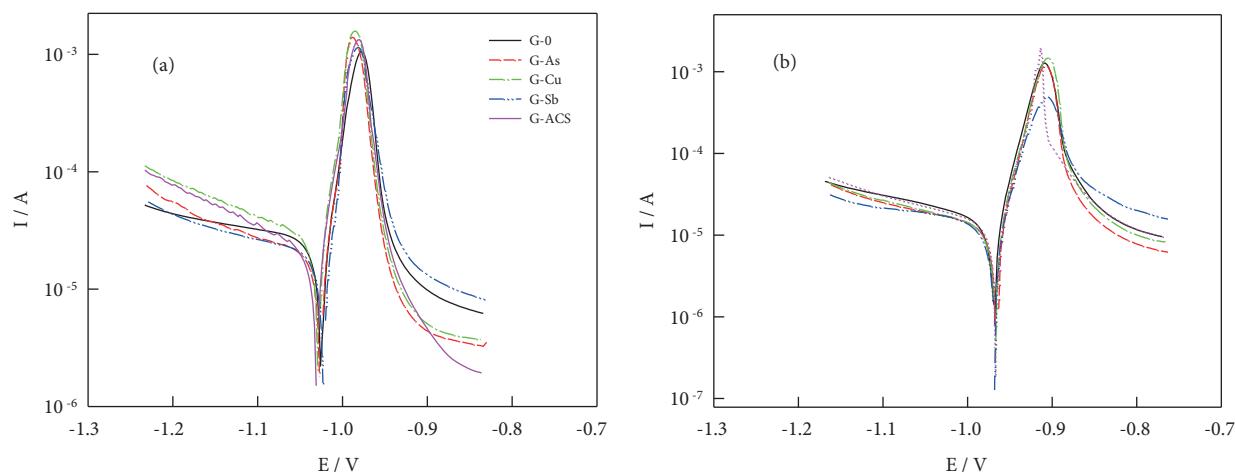 (a)
G-0
G-As
G-Cu
G-Sb
G-ACS
10⁻³
10⁻⁴
10⁻⁵
10⁻⁶
I / A
-1.3 -1.2 -1.1 -1.0 -0.9 -0.8 -0.7
E / V
(b)
10⁻³
10⁻⁴
10⁻⁵
10⁻⁶
10⁻⁷
I / A
-1.3 -1.2 -1.1 -1.0 -0.9 -0.8 -0.7
E / V